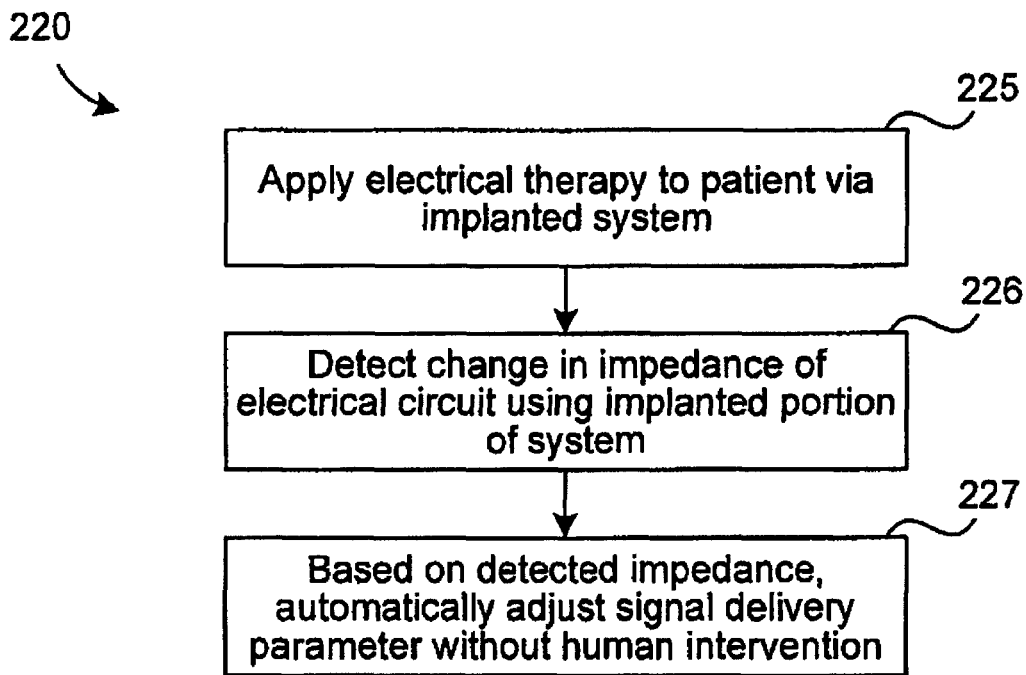 220
225
Apply electrical therapy to patient via
implanted system
226
Detect change in impedance of
electrical circuit using implanted portion
of system
227
Based on detected impedance,
automatically adjust signal delivery
parameter without human intervention